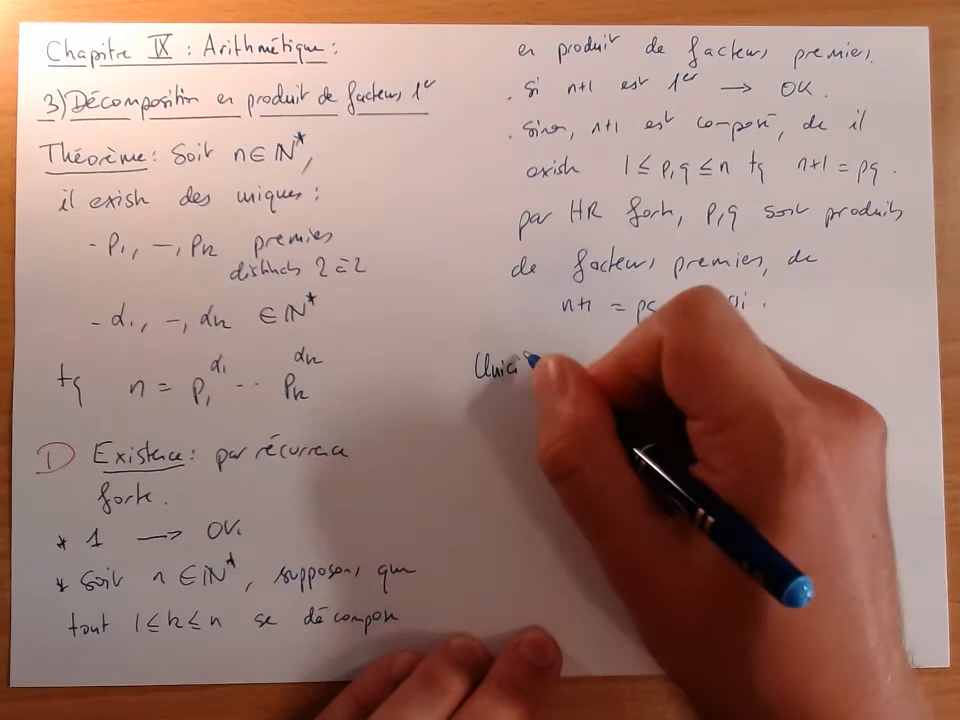 Chapitre IX : Arithmétique :
3) Décomposition en produit de facteurs 1er
Théorème : Soit n ∈ ℕ*,
il existe des uniques :
- p₁, —, pₖ premiers
distincts 2 à 2
- α₁, —, αₖ ∈ ℕ*
tq n = p₁^α₁ ... pₖ^αₖ
D Existence : par récurrence
forte.
* 1 → OK.
* Soit n ∈ ℕ*, supposons que
tout 1 ≤ k ≤ n se décompose
en produit de facteurs premiers.
. Si n+1 est 1er → OK.
. Sinon, n+1 est composé, dc il
existe 1 ≤ p,q ≤ n tq n+1 = pq.
par HR forte, p,q sont produits
de facteurs premiers, dc
n+1 = pq
Unici